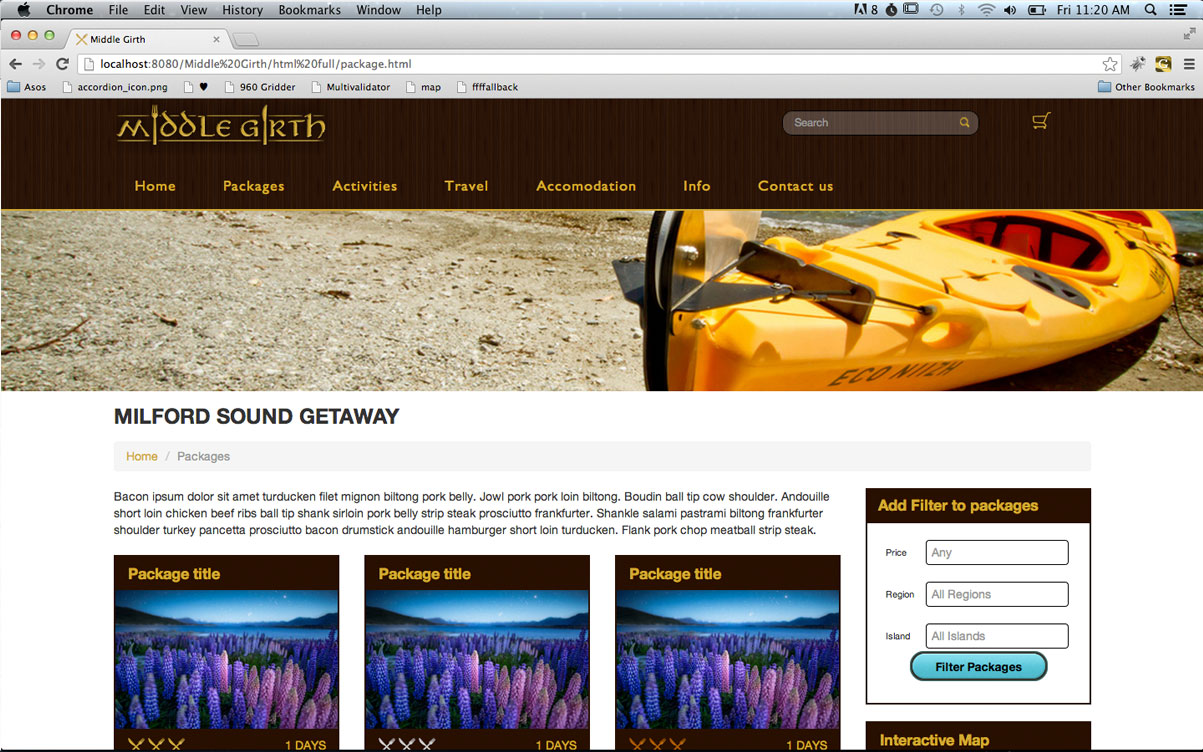 Chrome File Edit View History Bookmarks Window Help 8 Fri 11:20 AM
Middle Girth
localhost:8080/Middle%20Girth/html%20full/package.html
Asos accordion_icon.png ♥ 960 Gridder Multivalidator map ffffallback Other Bookmarks
MIDDLE GIRTH
Search
Home Packages Activities Travel Accomodation Info Contact us
ECO NIIZH
MILFORD SOUND GETAWAY
Home / Packages
Bacon ipsum dolor sit amet turducken filet mignon biltong pork belly. Jowl pork pork loin biltong. Boudin ball tip cow shoulder. Andouille
short loin chicken beef ribs ball tip shank sirloin pork belly strip steak prosciutto frankfurter. Shankle salami pastrami biltong frankfurter
shoulder turkey pancetta prosciutto bacon drumstick andouille hamburger short loin turducken. Flank pork chop meatball strip steak.
Package title
1 DAYS
Package title
1 DAYS
Package title
1 DAYS
Add Filter to packages
Price Any
Region All Regions
Island All Islands
Filter Packages
Interactive Map